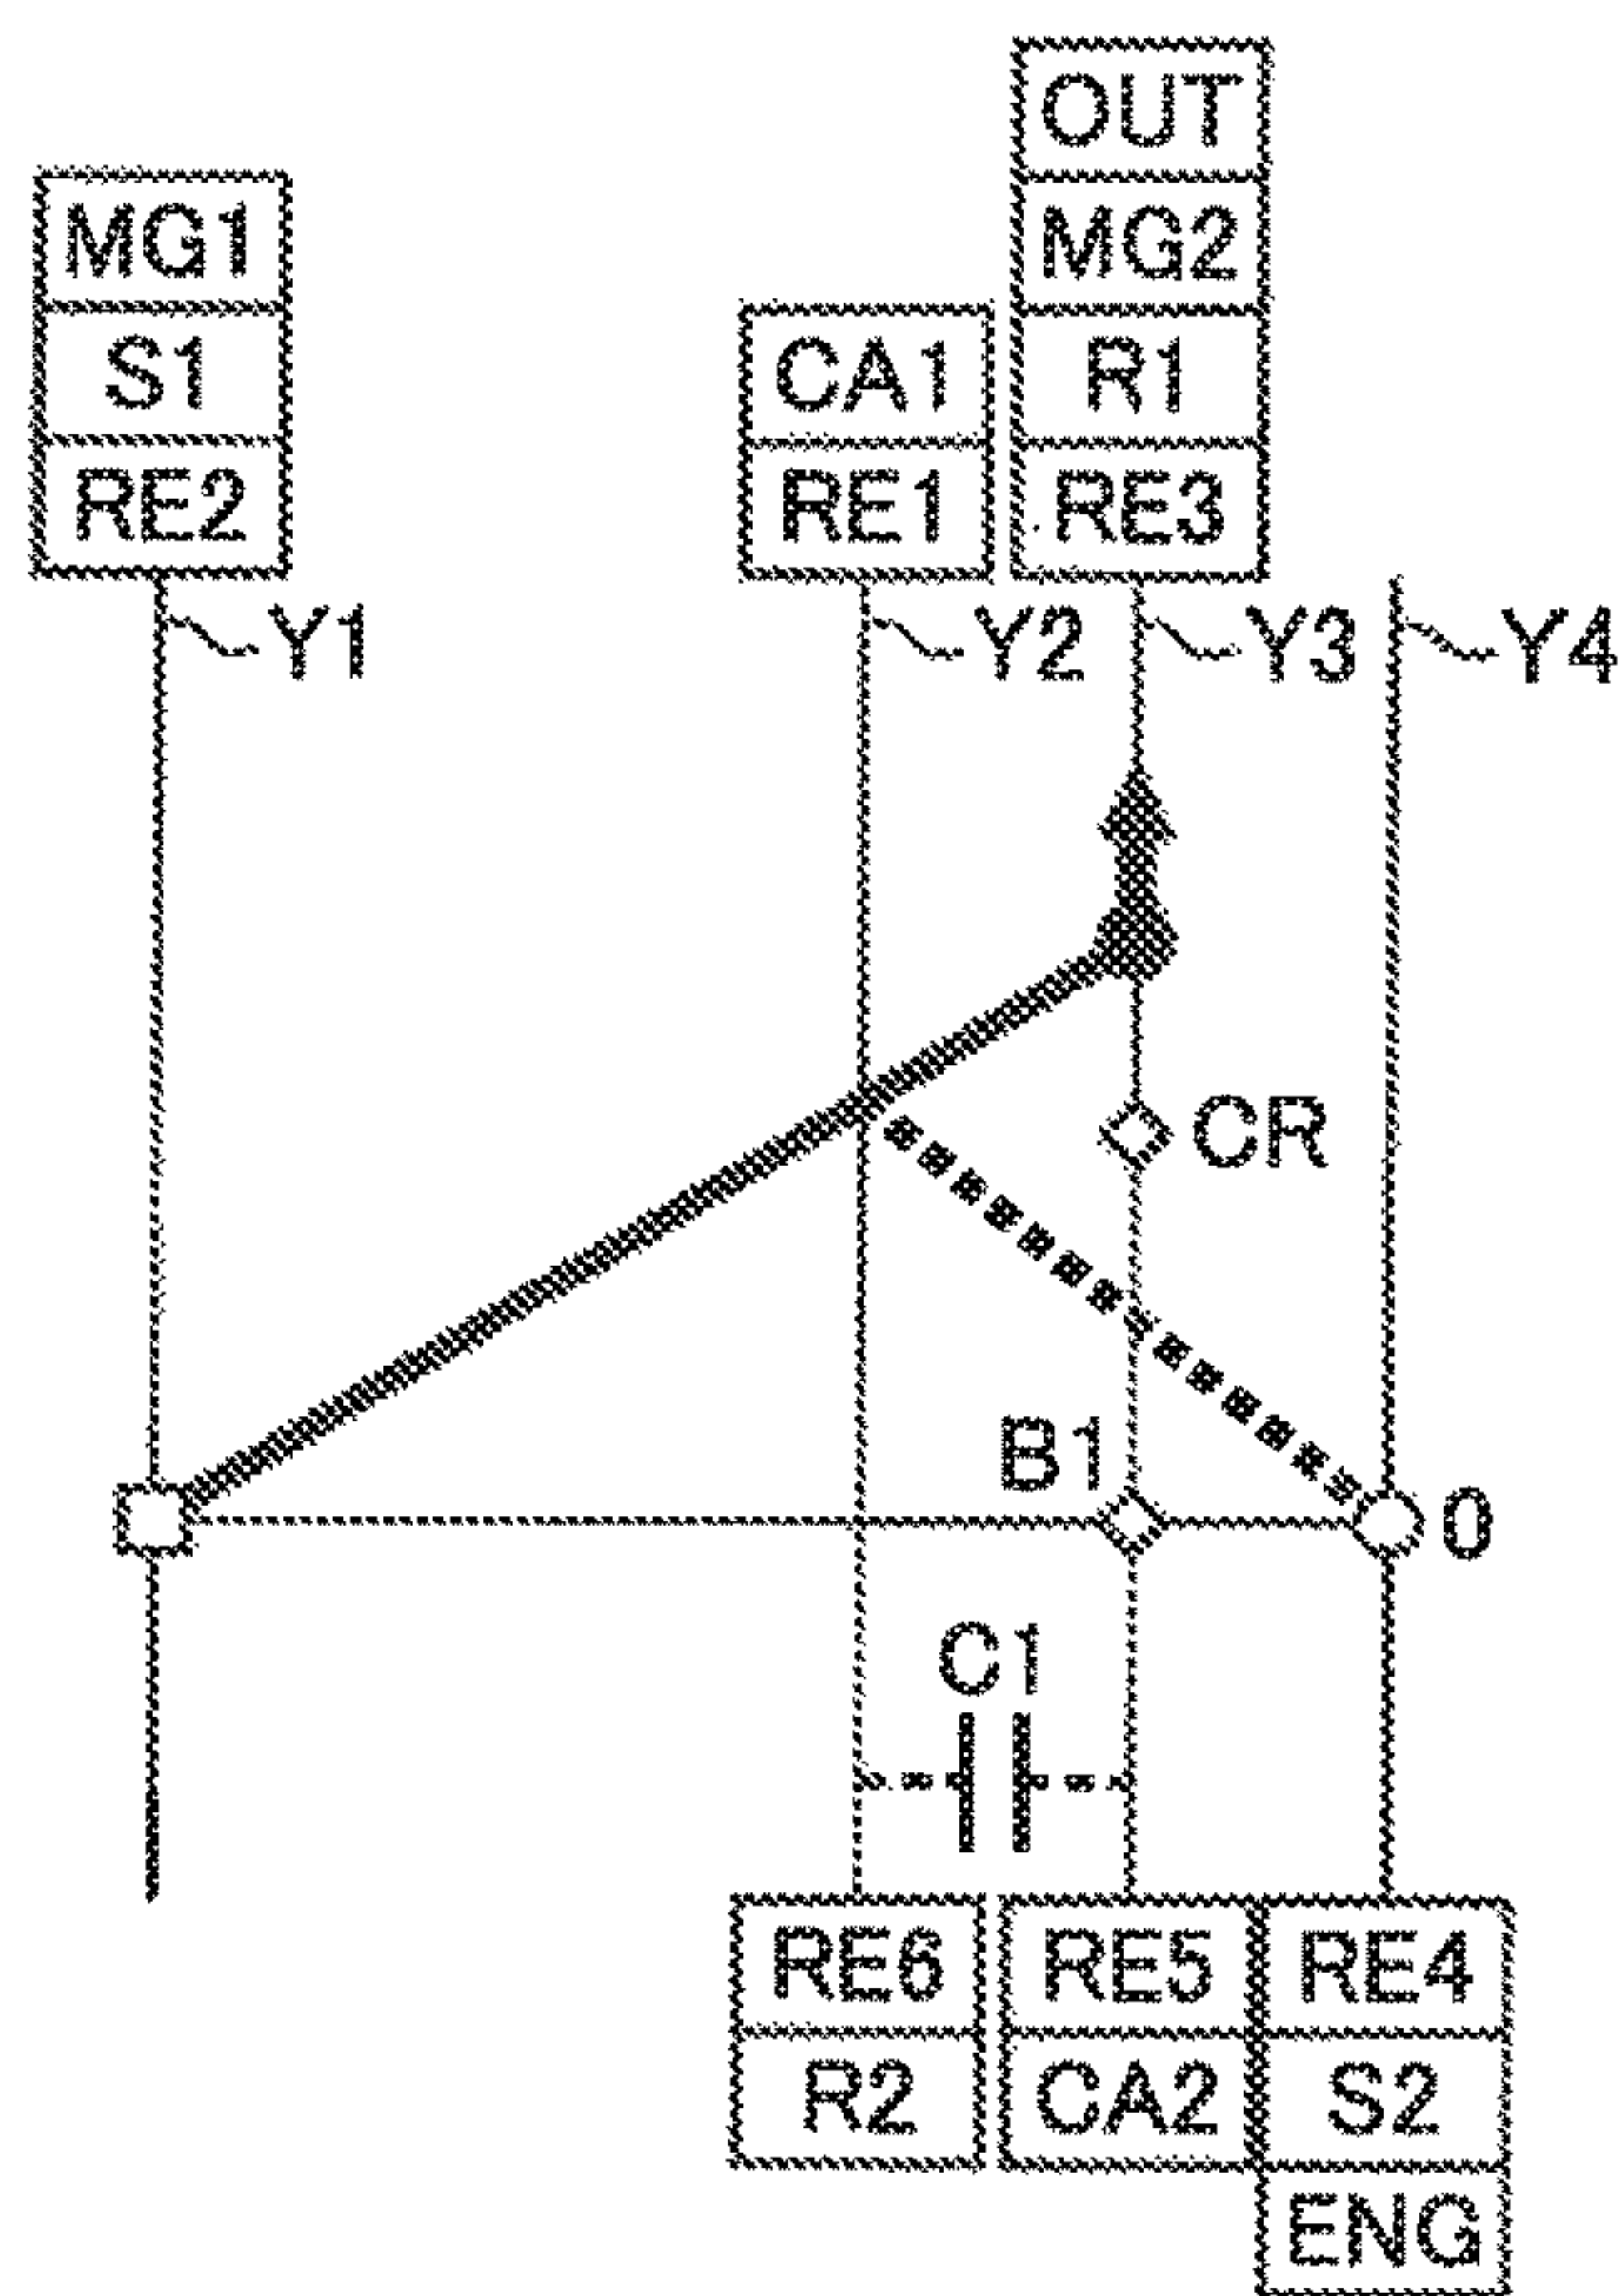 OUT
MG1 MG2
S1 CA1 R1
RE2 RE1 RE3
Y1 Y2 Y3 Y4
CR
B1
0
C1
RE6 RE5 RE4
R2 CA2 S2
ENG